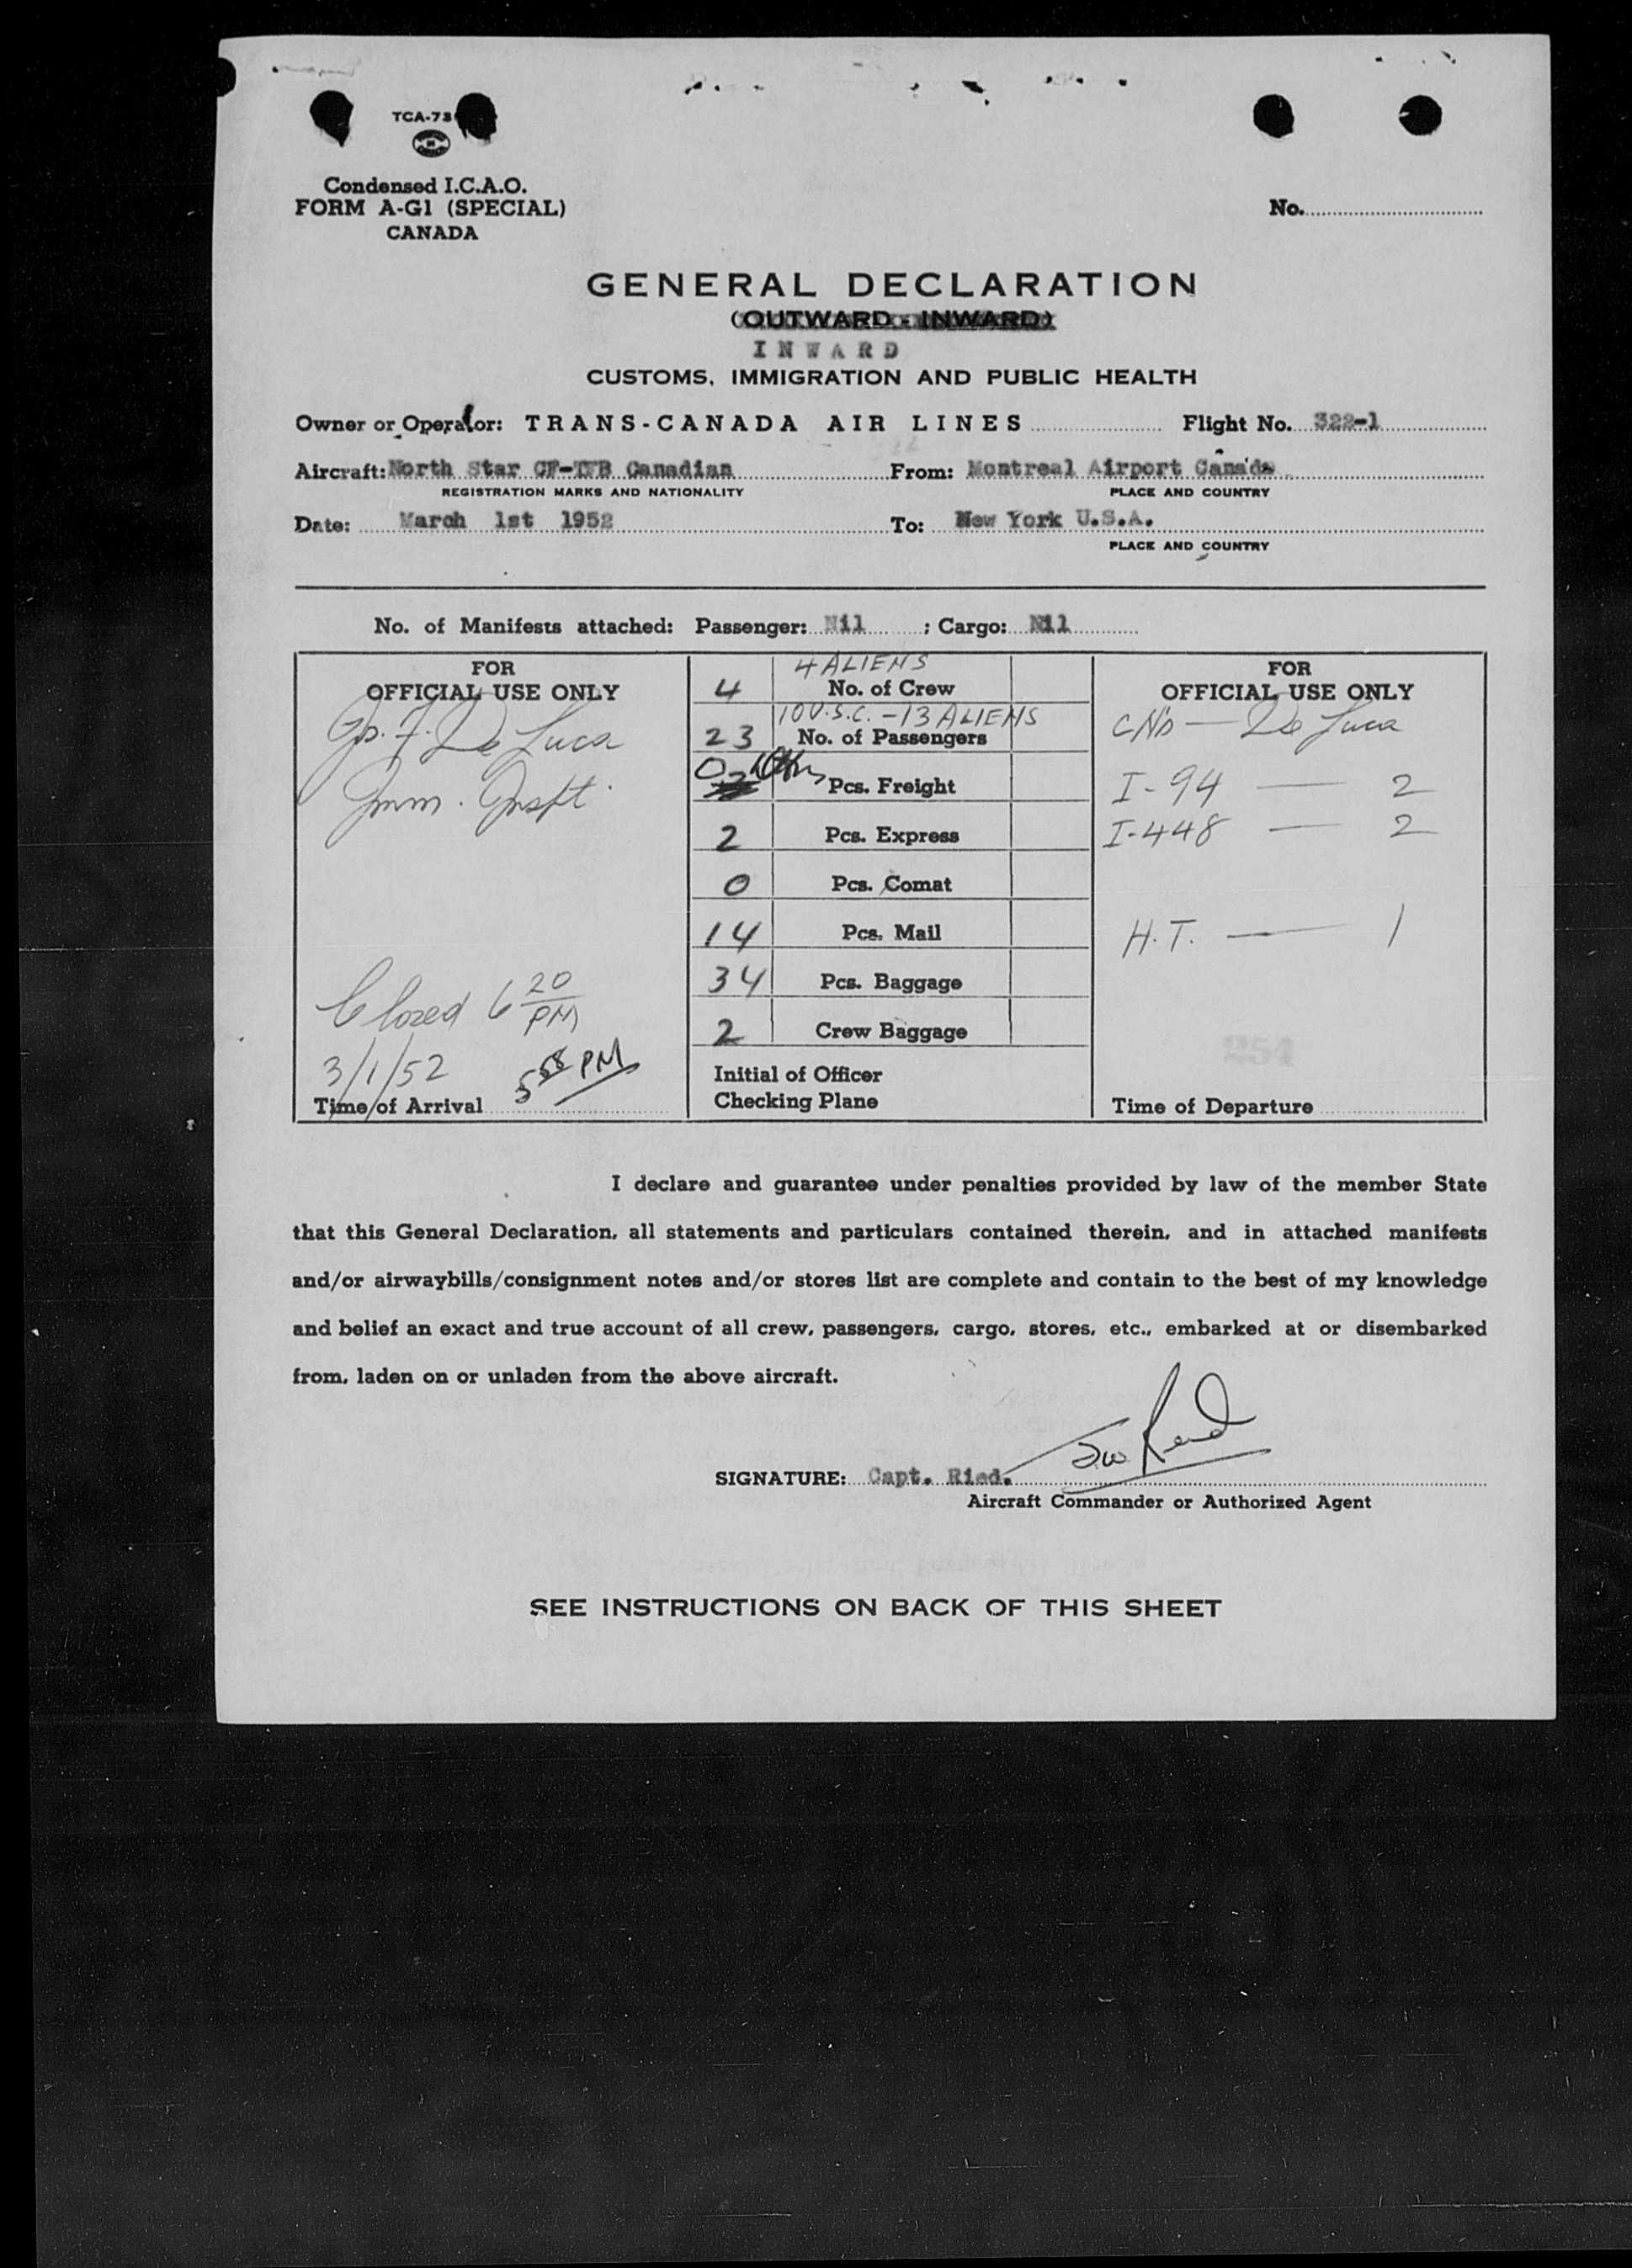 TCA-73
Condensed I.C.A.O.
FORM A-G1 (SPECIAL)
CANADA
No.
GENERAL DECLARATION
(OUTWARD - INWARD)
INWARD
CUSTOMS, IMMIGRATION AND PUBLIC HEALTH
Owner or Operator: TRANS-CANADA AIR LINES Flight No. 322-1
Aircraft: North Star CF-TFB Canadian From: Montreal Airport Canada
REGISTRATION MARKS AND NATIONALITY PLACE AND COUNTRY
Date: March 1st 1952 To: New York U.S.A.
PLACE AND COUNTRY
No. of Manifests attached: Passenger: Nil ; Cargo: Nil
FOR
OFFICIAL USE ONLY
De Luca
Imm. Inspt.
Closed 6 20 PM
3/1/52 5 58 PM
Time of Arrival
4 ALIENS
4 No. of Crew
10 U.S.C. - 13 ALIENS
23 No. of Passengers
0 Pcs. Freight
2 Pcs. Express
0 Pcs. Comat
14 Pcs. Mail
34 Pcs. Baggage
2 Crew Baggage
Initial of Officer
Checking Plane
FOR
OFFICIAL USE ONLY
De Luca
I-94 — 2
I-448 — 2
H.T. — 1
254
Time of Departure
I declare and guarantee under penalties provided by law of the member State
that this General Declaration, all statements and particulars contained therein, and in attached manifests
and/or airwaybills/consignment notes and/or stores list are complete and contain to the best of my knowledge
and belief an exact and true account of all crew, passengers, cargo, stores, etc., embarked at or disembarked
from, laden on or unladen from the above aircraft.
SIGNATURE: Capt. Ried.
Aircraft Commander or Authorized Agent
SEE INSTRUCTIONS ON BACK OF THIS SHEET